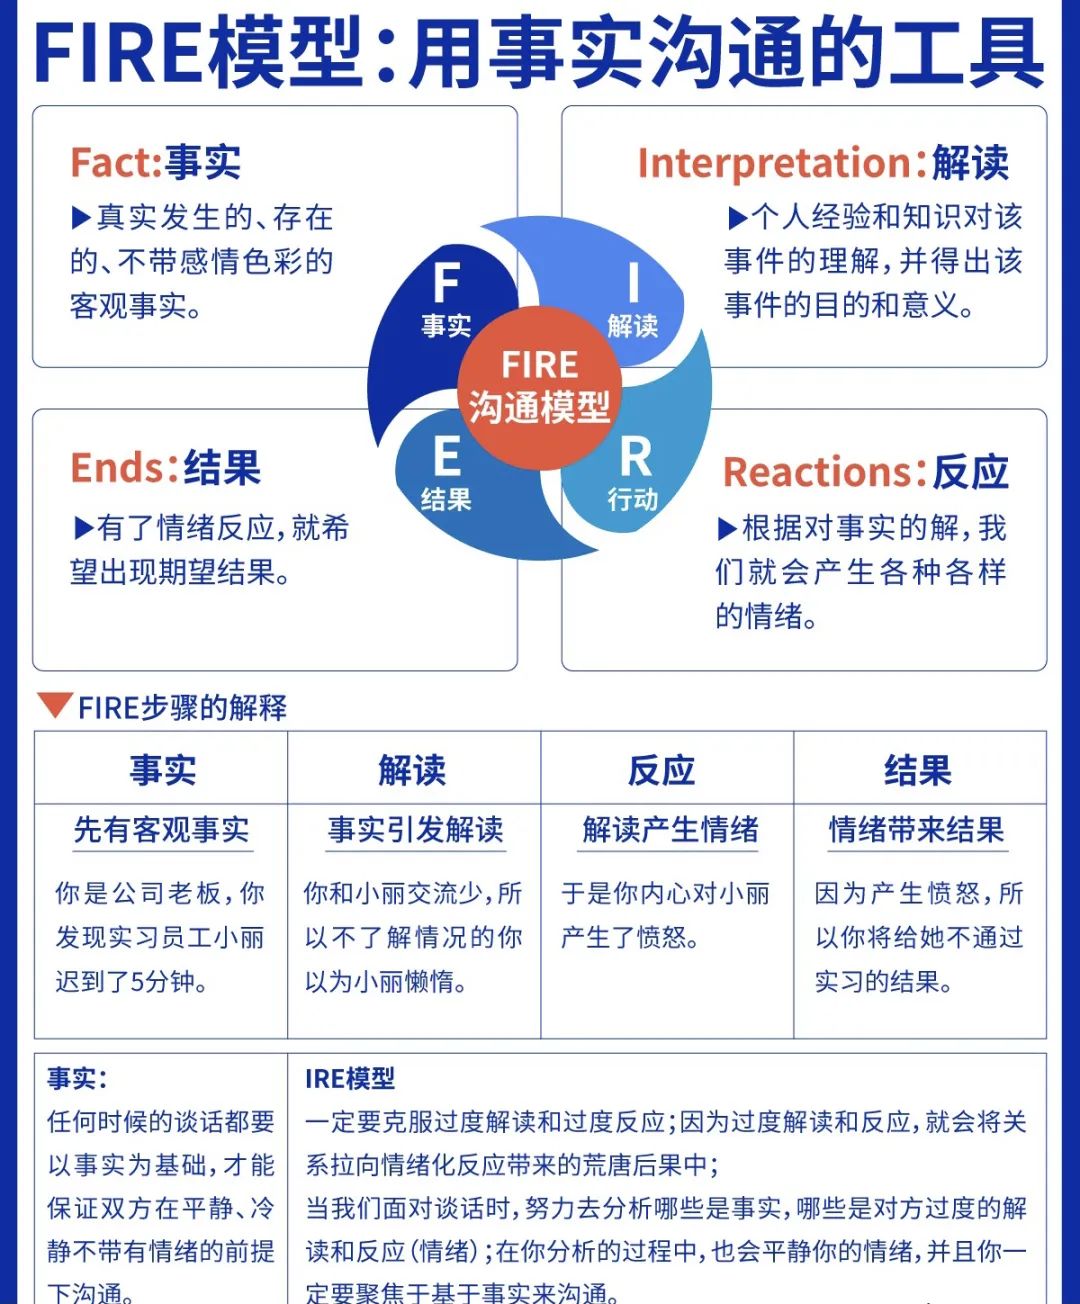 FIRE模型：用事实沟通的工具
Fact:事实
▶真实发生的、存在
的、不带感情色彩的
客观事实。
Interpretation：解读
▶个人经验和知识对该
事件的理解，并得出该
事件的目的和意义。
F
事实
I
解读
FIRE
沟通模型
E
结果
R
行动
Ends：结果
▶有了情绪反应，就希
望出现期望结果。
Reactions：反应
▶根据对事实的解，我
们就会产生各种各样
的情绪。
▼FIRE步骤的解释
事实
解读
反应
结果
先有客观事实
事实引发解读
解读产生情绪
情绪带来结果
你是公司老板，你
发现实习员工小丽
迟到了5分钟。
你和小丽交流少，所
以不了解情况的你
以为小丽懒惰。
于是你内心对小丽
产生了愤怒。
因为产生愤怒，所
以你将给她不通过
实习的结果。
事实：
任何时候的谈话都要
以事实为基础，才能
保证双方在平静、冷
静不带有情绪的前提
下沟通。
IRE模型
一定要克服过度解读和过度反应；因为过度解读和反应，就会将关
系拉向情绪化反应带来的荒唐后果中；
当我们面对谈话时，努力去分析哪些是事实，哪些是对方过度的解
读和反应（情绪）；在你分析的过程中，也会平静你的情绪，并且你一
定要聚焦于基于事实来沟通。